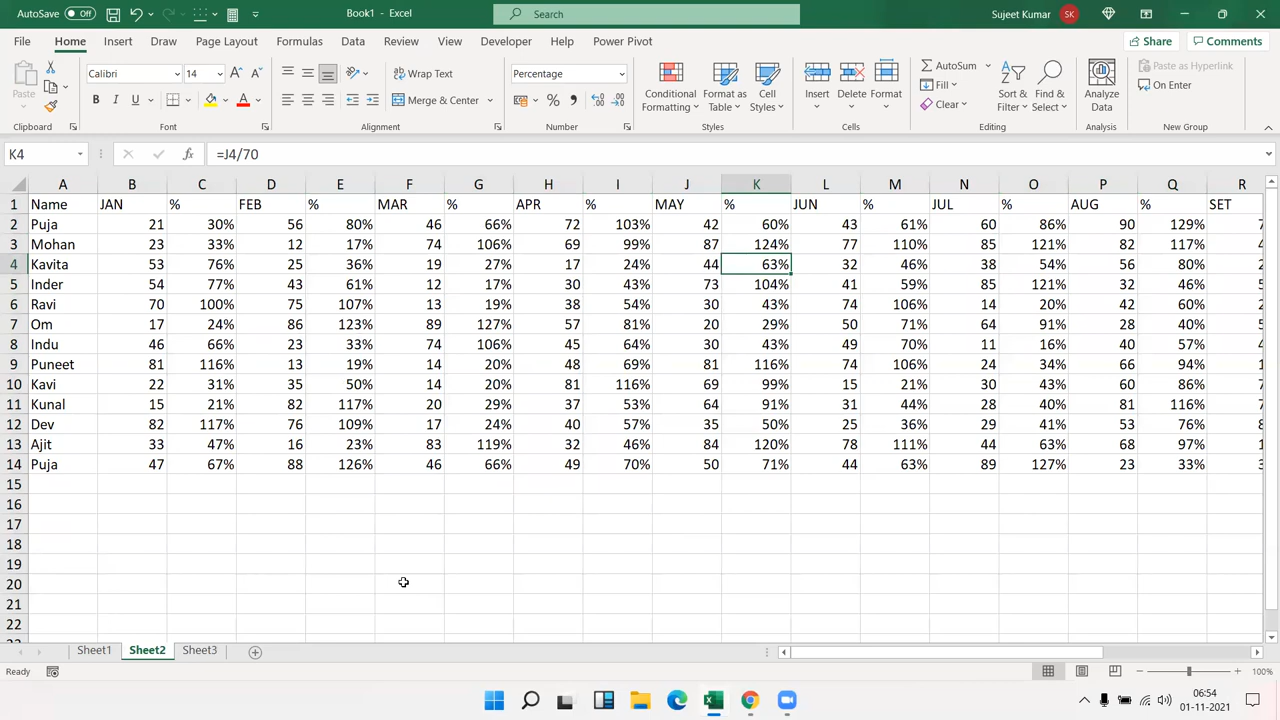 AutoSave Off Book1 - Excel Search Sujeet Kumar SK
File Home Insert Draw Page Layout Formulas Data Review View Developer Help Power Pivot Share Comments
Paste Calibri 14 A A Wrap Text Percentage Conditional Formatting Format as Table Cell Styles Insert Delete Format AutoSum Fill Clear Sort & Filter Find & Select Analyze Data Paste as Hyperlink On Enter
B I U A Merge & Center %
Clipboard Font Alignment Number Styles Cells Editing Analysis New Group
K4 fx =J4/70
A B C D E F G H I J K L M N O P Q R
1 Name JAN % FEB % MAR % APR % MAY % JUN % JUL % AUG % SET
2 Puja 21 30% 56 80% 46 66% 72 103% 42 60% 43 61% 60 86% 90 129%
3 Mohan 23 33% 12 17% 74 106% 69 99% 87 124% 77 110% 85 121% 82 117%
4 Kavita 53 76% 25 36% 19 27% 17 24% 44 63% 32 46% 38 54% 56 80%
5 Inder 54 77% 43 61% 12 17% 30 43% 73 104% 41 59% 85 121% 32 46%
6 Ravi 70 100% 75 107% 13 19% 38 54% 30 43% 74 106% 14 20% 42 60%
7 Om 17 24% 86 123% 89 127% 57 81% 20 29% 50 71% 64 91% 28 40%
8 Indu 46 66% 23 33% 74 106% 45 64% 30 43% 49 70% 11 16% 40 57%
9 Puneet 81 116% 13 19% 14 20% 48 69% 81 116% 74 106% 24 34% 66 94%
10 Kavi 22 31% 35 50% 14 20% 81 116% 69 99% 15 21% 30 43% 60 86%
11 Kunal 15 21% 82 117% 20 29% 37 53% 64 91% 31 44% 28 40% 81 116%
12 Dev 82 117% 76 109% 17 24% 40 57% 35 50% 25 36% 29 41% 53 76%
13 Ajit 33 47% 16 23% 83 119% 32 46% 84 120% 78 111% 44 63% 68 97%
14 Puja 47 67% 88 126% 46 66% 49 70% 50 71% 44 63% 89 127% 23 33%
15
16
17
18
19
20
21
22
Sheet1 Sheet2 Sheet3
Ready 100%
06:54
01-11-2021